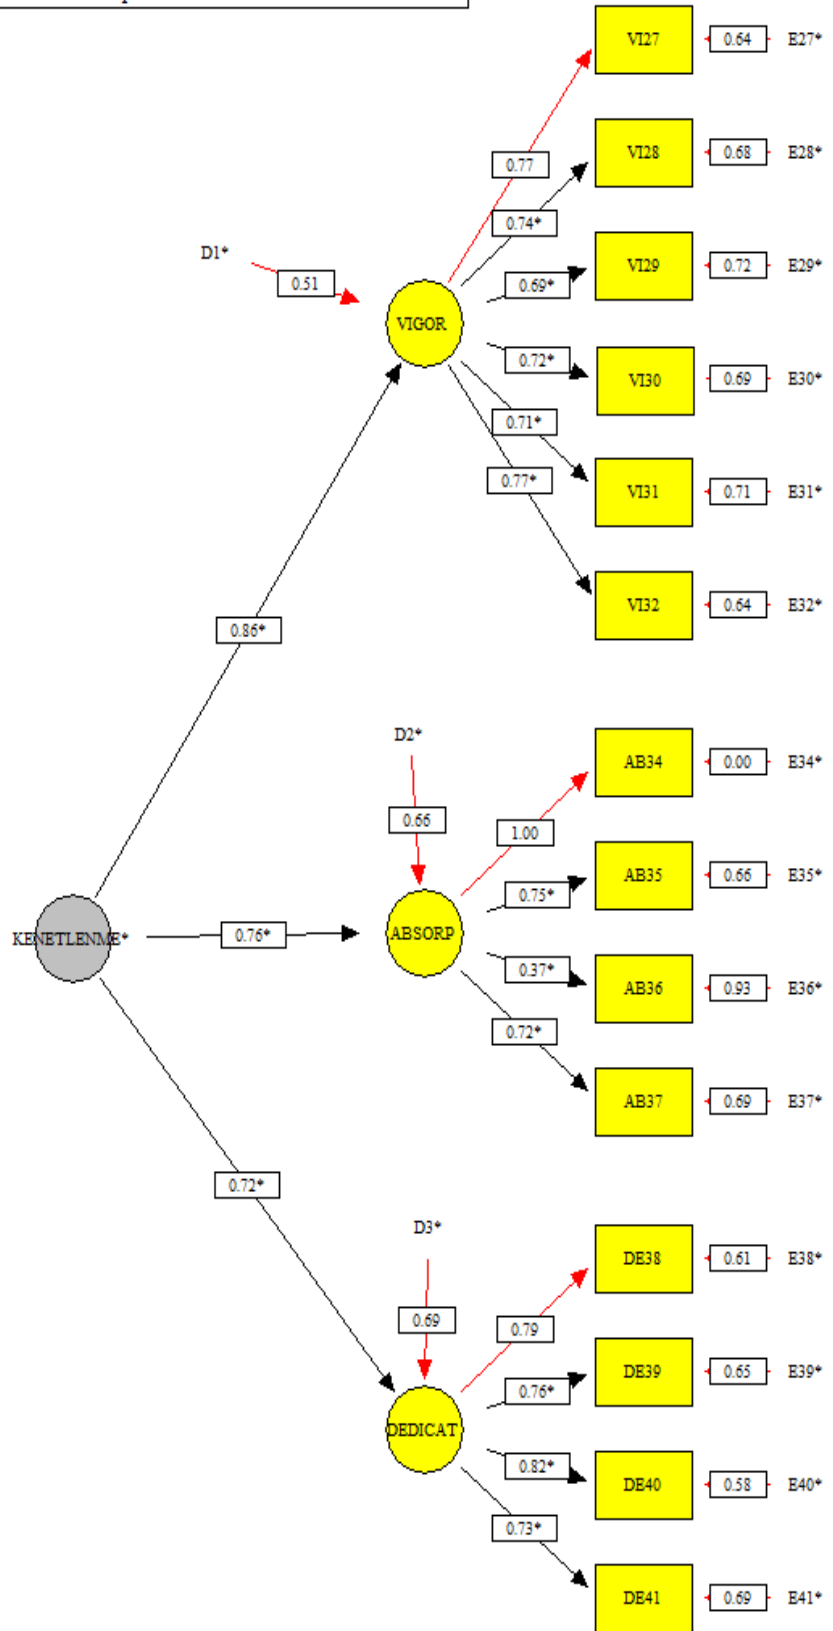 VI27
0.64
E27*
0.77
VI28
0.68
E28*
0.74*
D1*
0.51
VI29
0.72
E29*
0.69*
VIGOR
0.72*
VI30
0.69
E30*
0.71*
0.77*
VI31
0.71
E31*
VI32
0.64
E32*
0.86*
D2*
0.66
AB34
0.00
E34*
1.00
AB35
0.66
E35*
0.75*
KENETLENME*
0.76*
ABSORP
0.37*
AB36
0.93
E36*
0.72*
AB37
0.69
E37*
0.72*
D3*
0.69
DE38
0.61
E38*
0.79
DE39
0.65
E39*
0.76*
DEDICAT
0.82*
DE40
0.58
E40*
0.73*
DE41
0.69
E41*